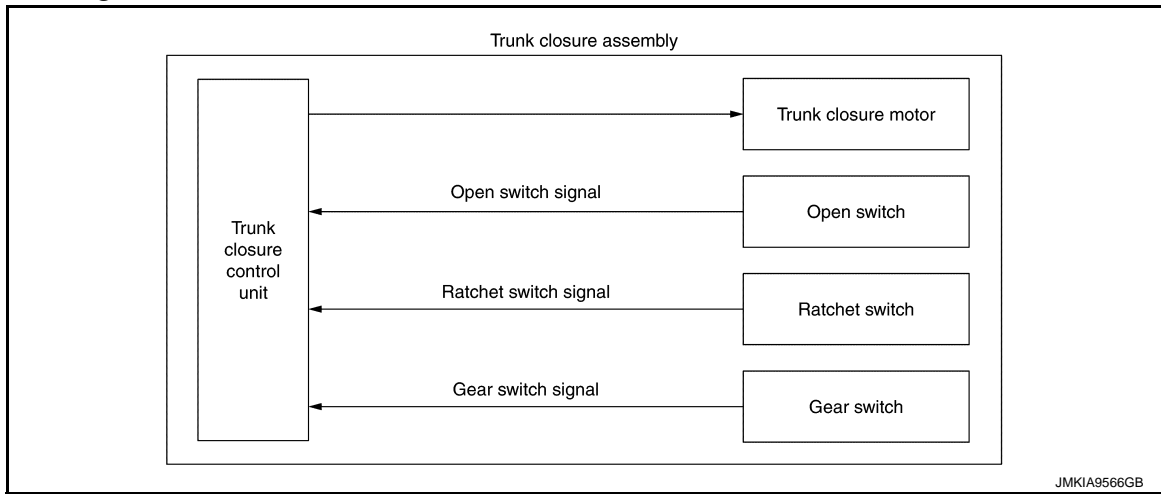 Trunk closure assembly
Trunk closure motor
Open switch signal
Open switch
Trunk
closure
control
unit
Ratchet switch signal
Ratchet switch
Gear switch signal
Gear switch
JMKIA9566GB